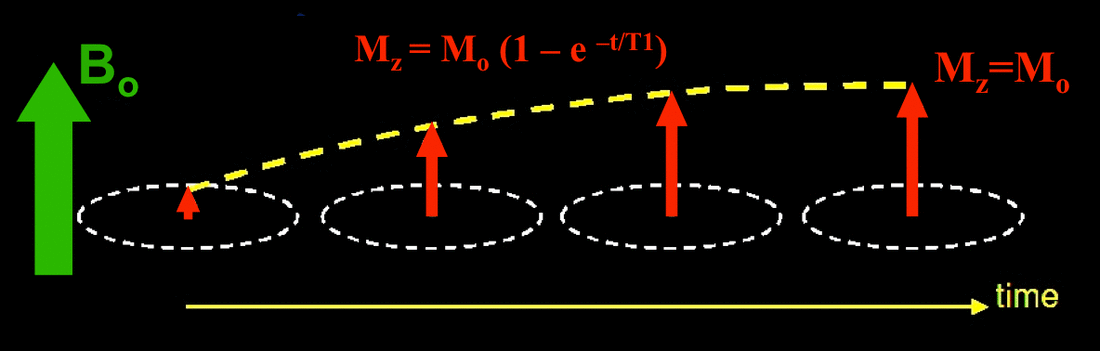 Bo
Mz = Mo (1 – e –t/T1)
Mz=Mo
time